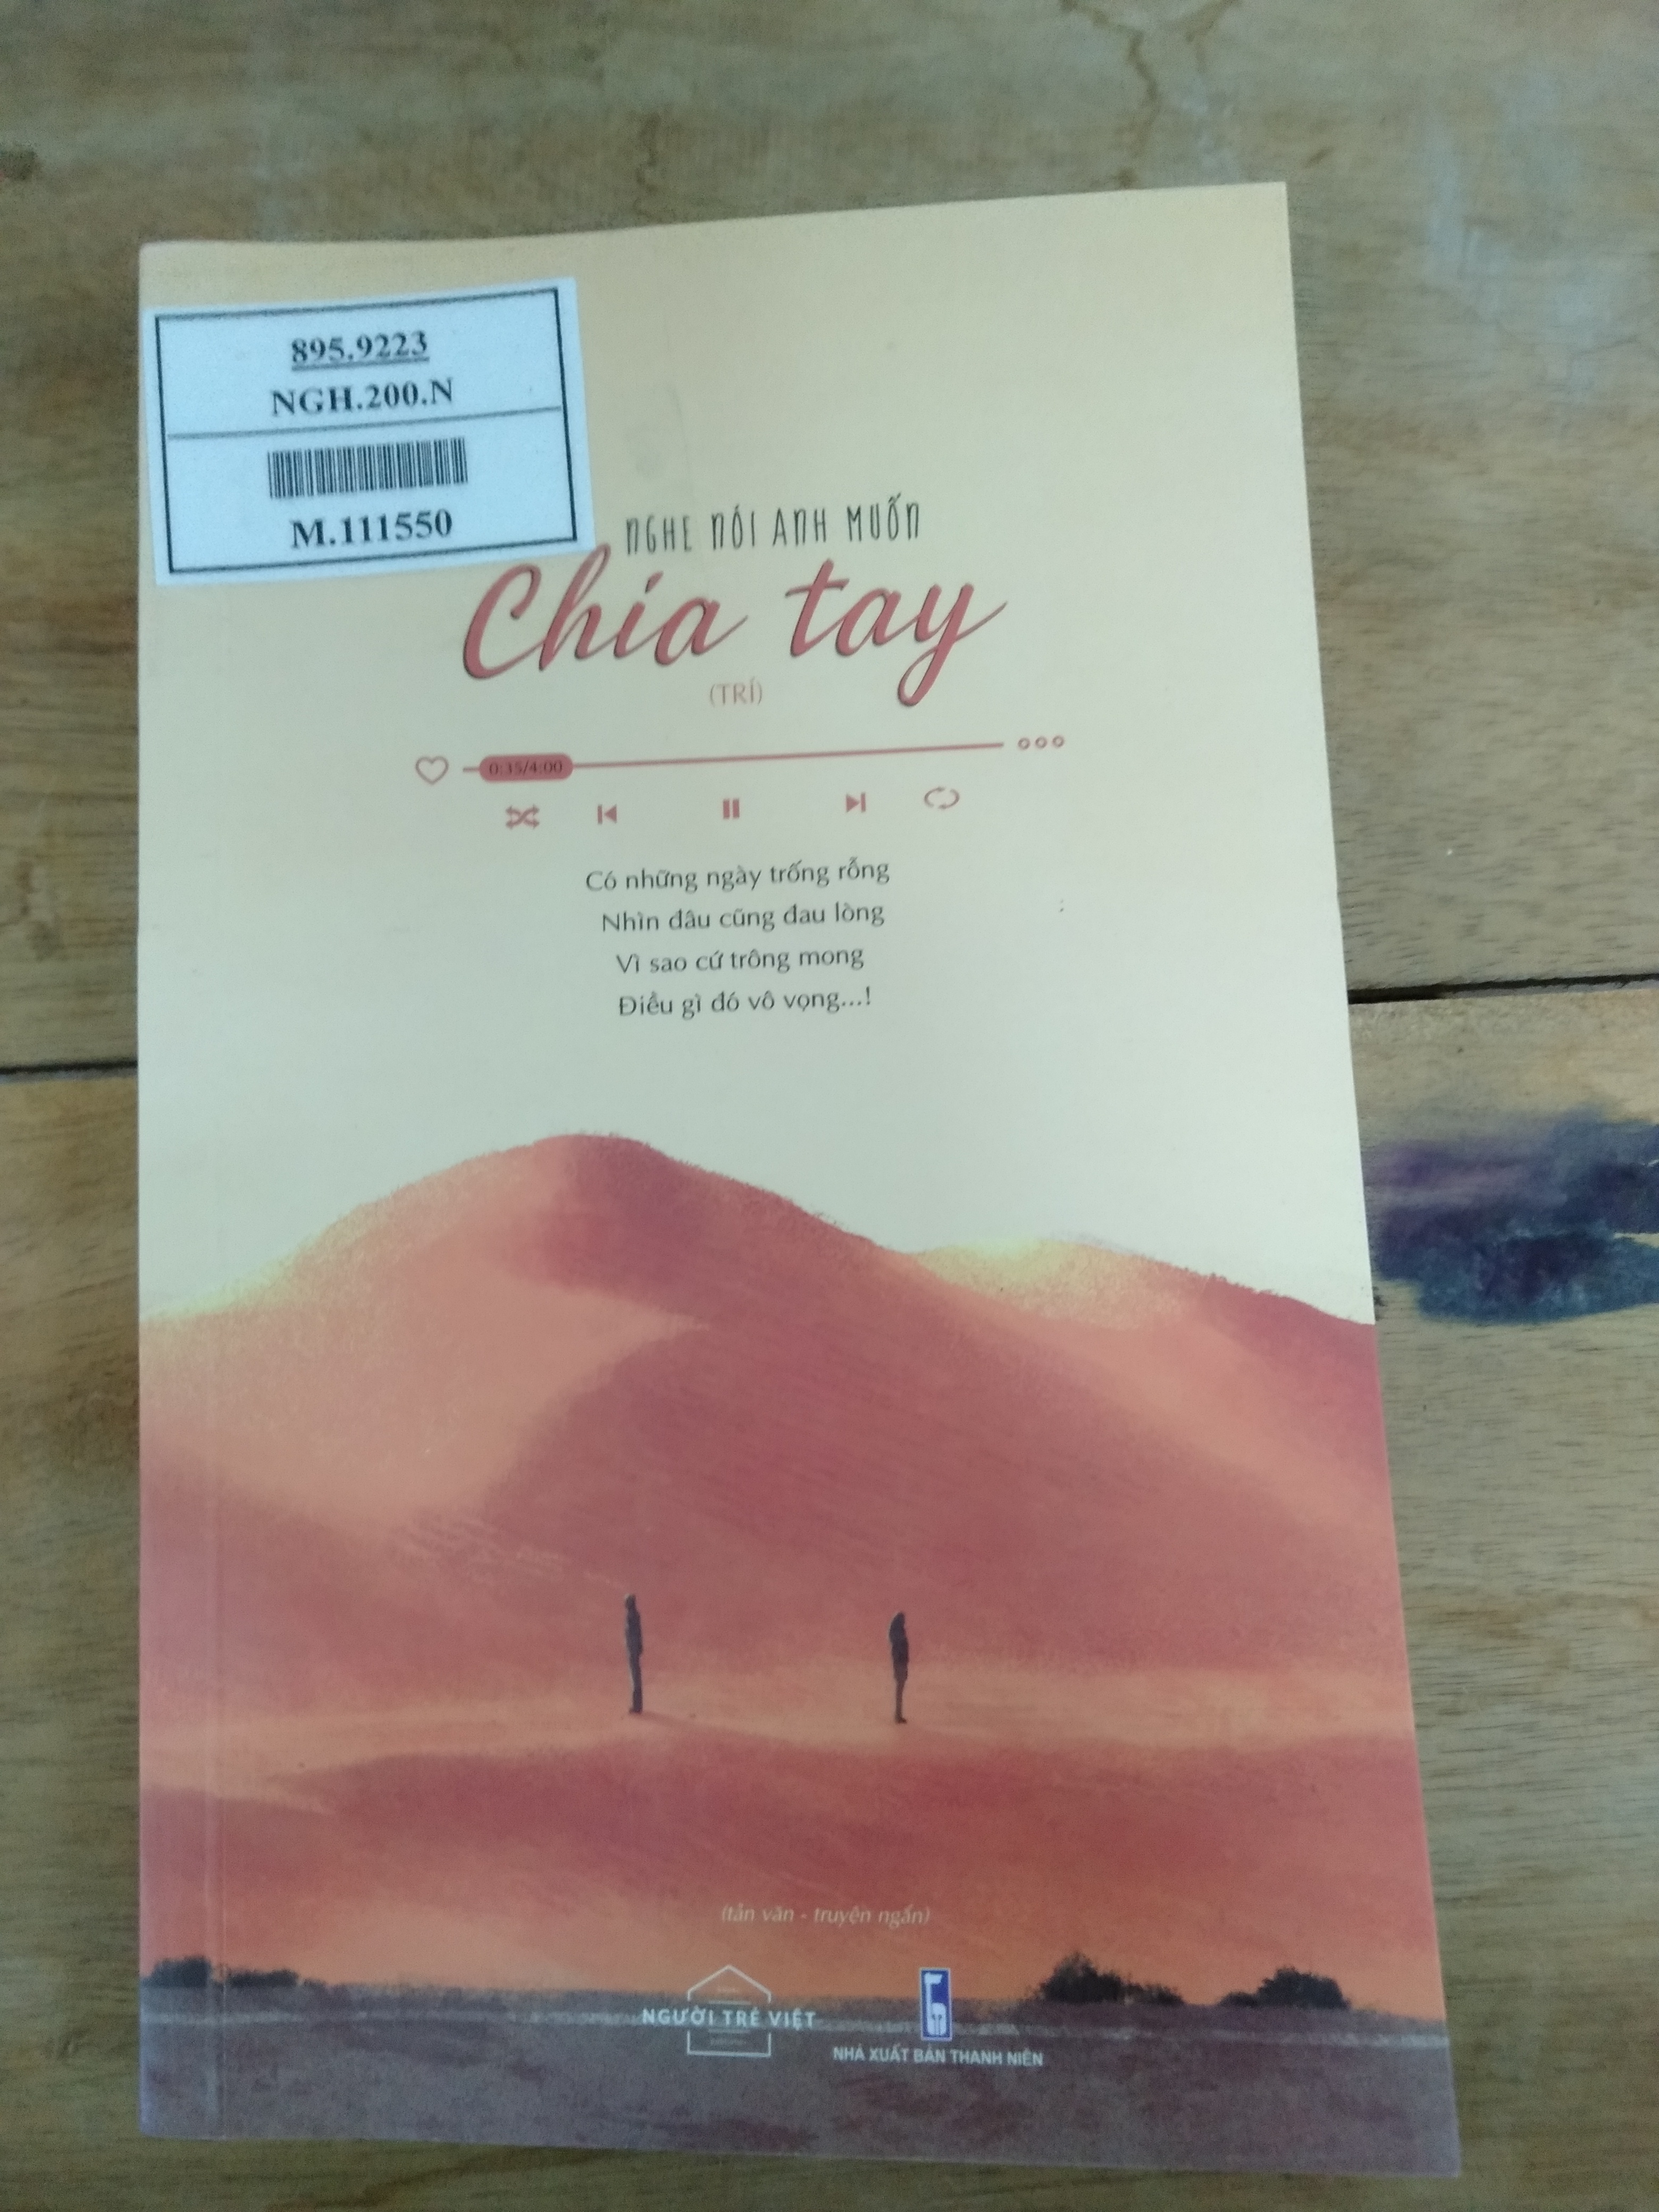 895.9223
NGH.200.N
M.111550
NGHE NÓI ANH MUỐN
Chia tay
(TRÍ)
0:35/4:00
Có những ngày trống rỗng
Nhìn đâu cũng đau lòng
Vì sao cứ trông mong
Điều gì đó vô vọng...!
(tản văn - truyện ngắn)
NGƯỜI TRẺ VIỆT
NHÀ XUẤT BẢN THANH NIÊN